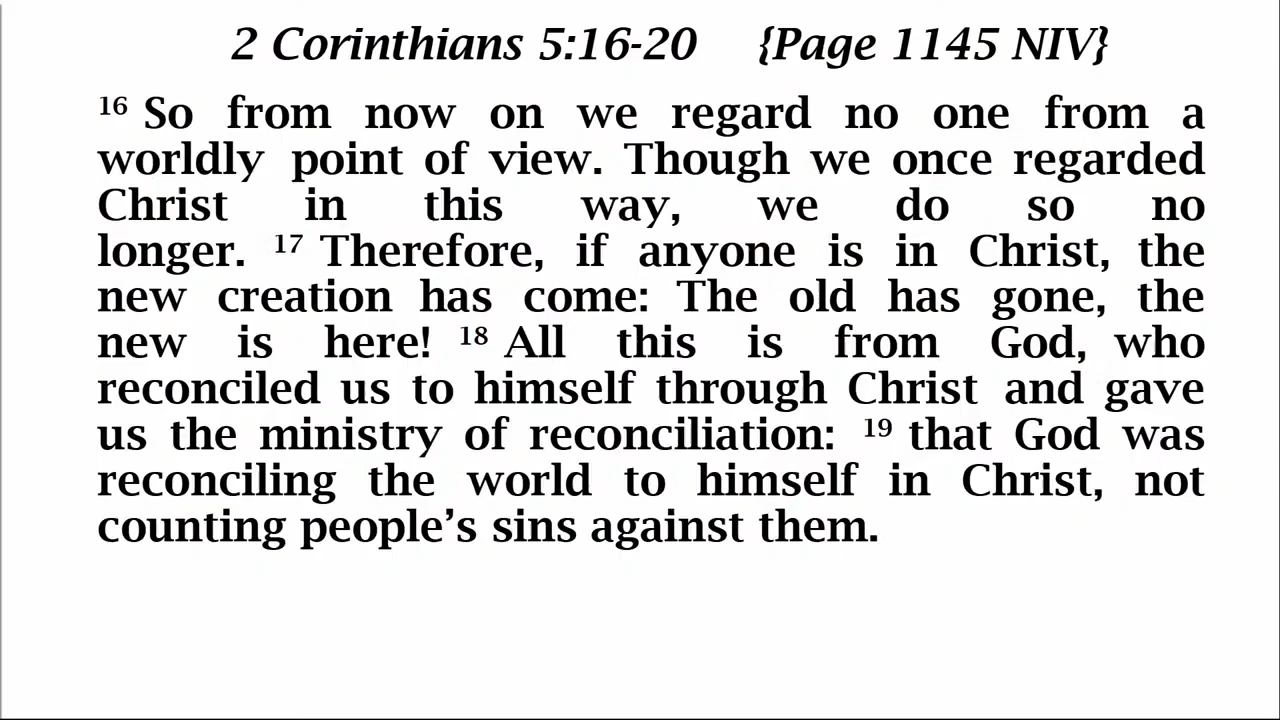 2 Corinthians 5:16-20 {Page 1145 NIV}
16 So from now on we regard no one from a
worldly point of view. Though we once regarded
Christ in this way, we do so no
longer. 17 Therefore, if anyone is in Christ, the
new creation has come: The old has gone, the
new is here! 18 All this is from God, who
reconciled us to himself through Christ and gave
us the ministry of reconciliation: 19 that God was
reconciling the world to himself in Christ, not
counting people’s sins against them.